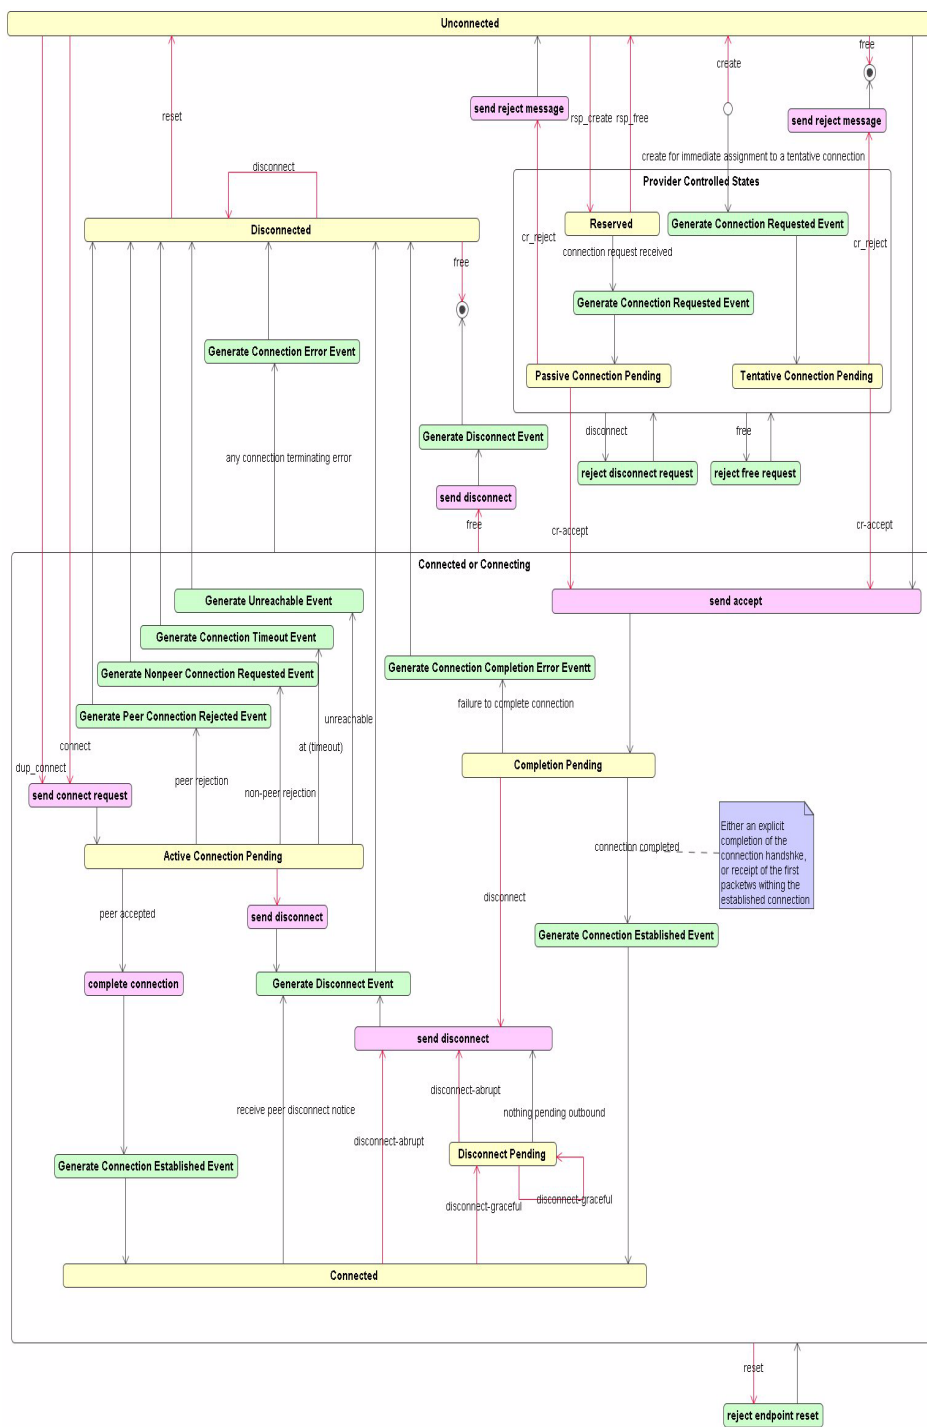 Unconnected
free
create
send reject message
send reject message
reset
rsp_create
rsp_free
create for immediate assignment to a tentative connection
disconnect
Provider Controlled States
Disconnected
Reserved
Generate Connection Requested Event
cr_reject
cr_reject
connection request received
free
Generate Connection Requested Event
Generate Connection Error Event
Passive Connection Pending
Tentative Connection Pending
Generate Disconnect Event
disconnect
free
any connection terminating error
reject disconnect request
reject free request
send disconnect
free
cr-accept
cr-accept
Connected or Connecting
Generate Unreachable Event
send accept
Generate Connection Timeout Event
Generate Nonpeer Connection Requested Event
Generate Connection Completion Error Eventt
Generate Peer Connection Rejected Event
failure to complete connection
unreachable
connect
at (timeout)
dup_connect
Completion Pending
peer rejection
non-peer rejection
send connect request
Either an explicit
completion of the
connection handshke,
or receipt of the first
packetws withing the
established connection
connection completed
Active Connection Pending
disconnect
peer accepted
send disconnect
Generate Connection Established Event
complete connection
Generate Disconnect Event
send disconnect
disconnect-abrupt
receive peer disconnect notice
nothing pending outbound
disconnect-abrupt
Disconnect Pending
Generate Connection Established Event
disconnect-graceful
disconnect-graceful
Connected
reset
reject endpoint reset